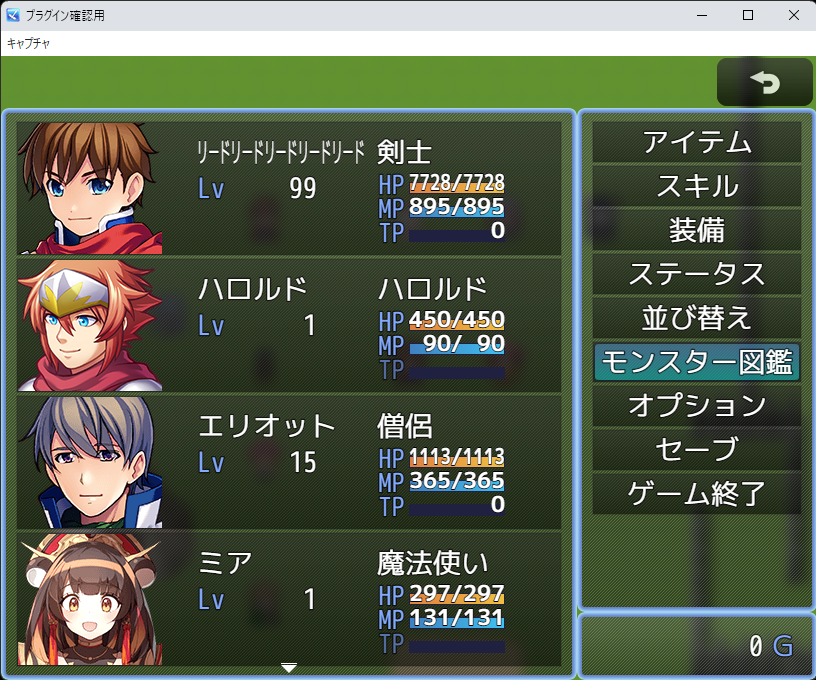 プラグイン確認用
キャプチャ
リードリードリードリードリード 剣士
Lv 99
HP 7728/7728
MP 895/895
TP 0
ハロルド ハロルド
Lv 1
HP 450/450
MP 90/ 90
TP
エリオット 僧侶
Lv 15
HP 1113/1113
MP 365/365
TP 0
ミア 魔法使い
Lv 1
HP 297/297
MP 131/131
TP
アイテム
スキル
装備
ステータス
並び替え
モンスター図鑑
オプション
セーブ
ゲーム終了
0 G